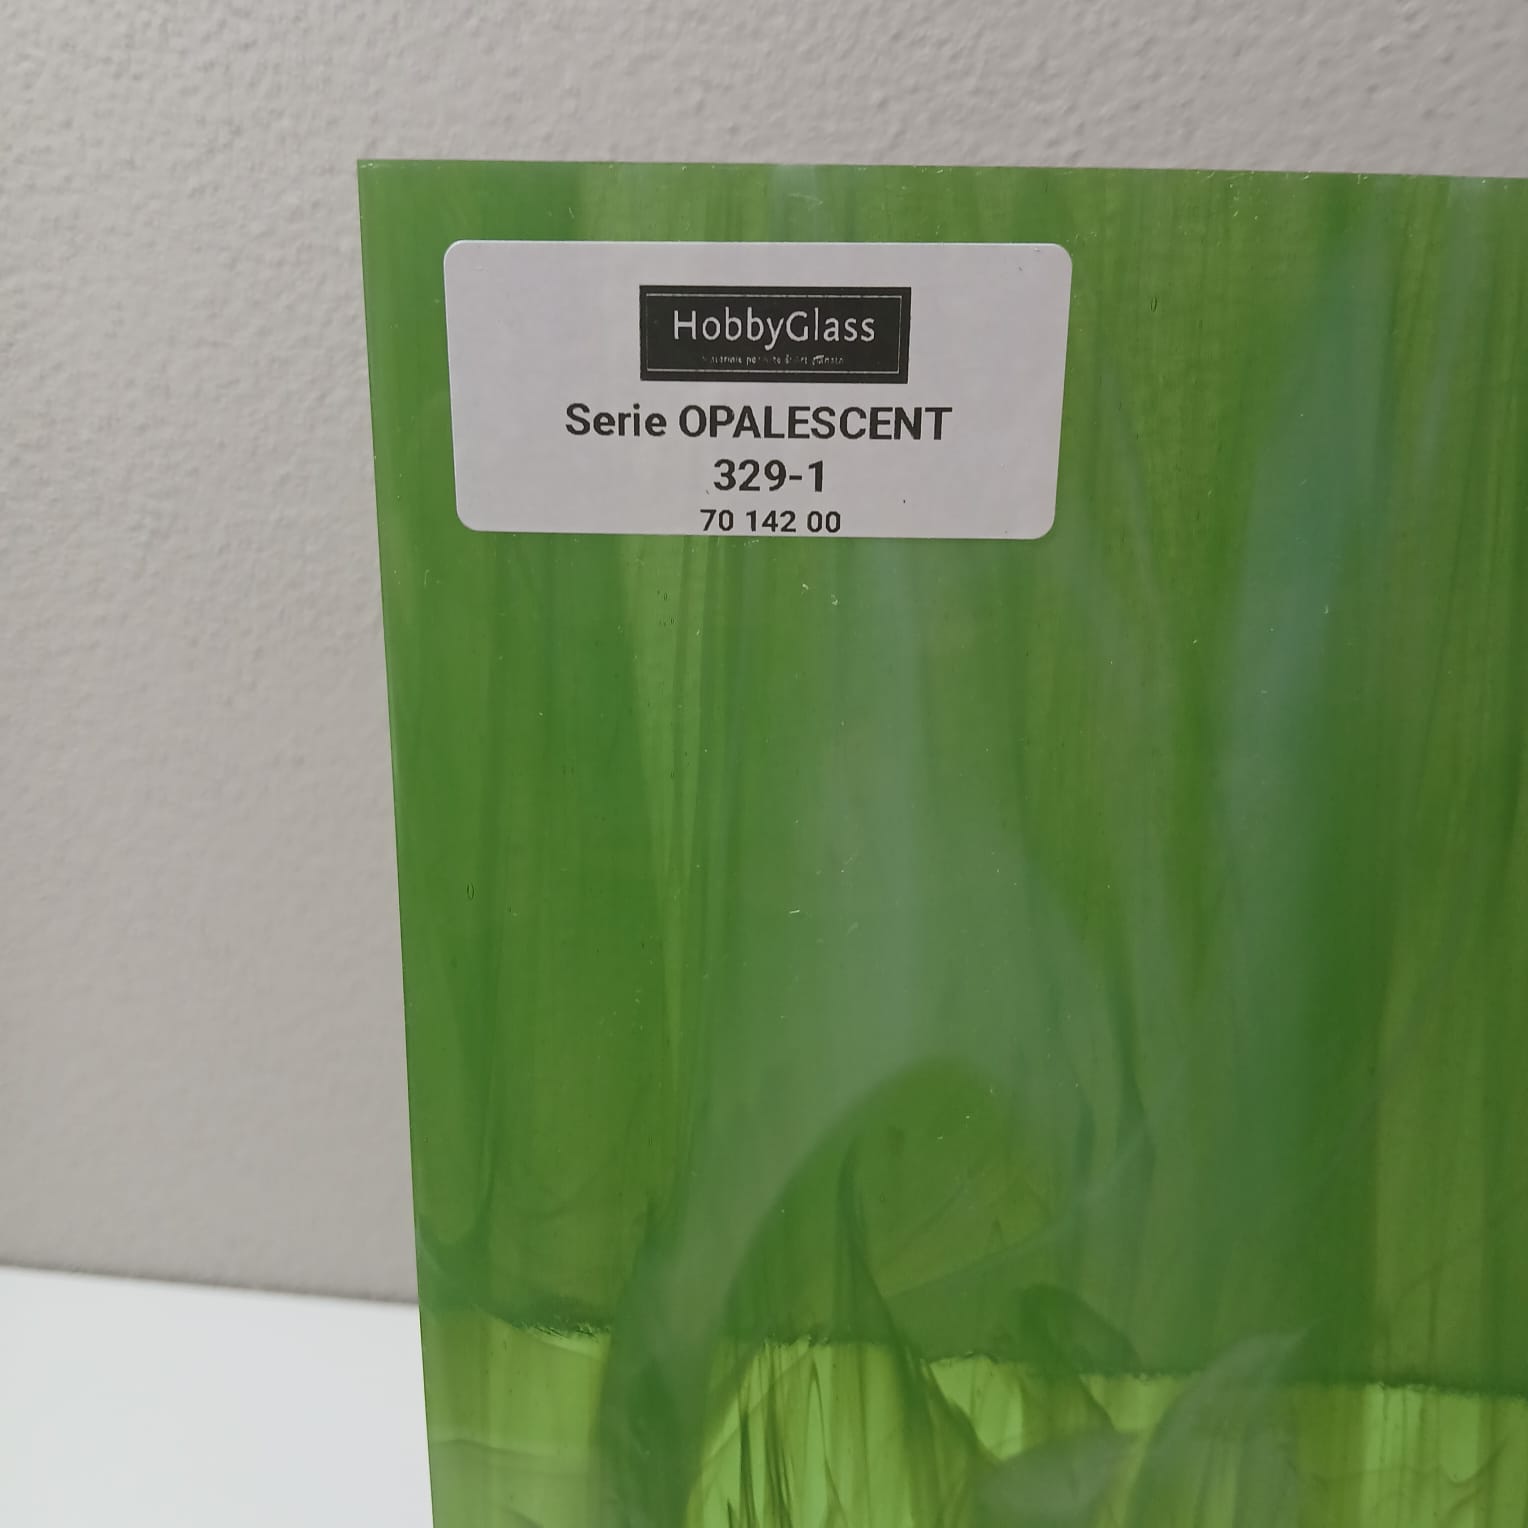 HobbyGlass
Serie OPALESCENT
329-1
70 142 00